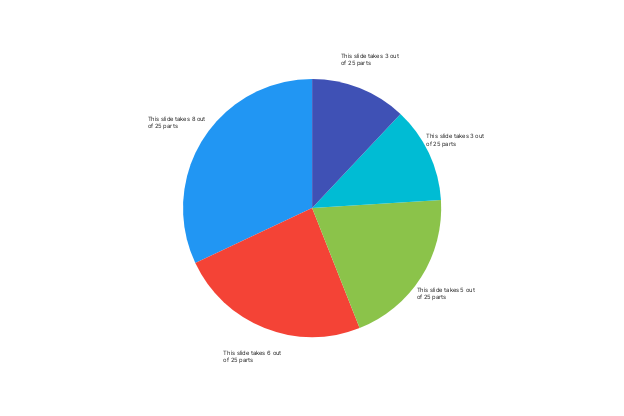 This slide takes 3 out
of 25 parts
This slide takes 8 out
of 25 parts
This slide takes 3 out
of 25 parts
This slide takes 5 out
of 25 parts
This slide takes 6 out
of 25 parts